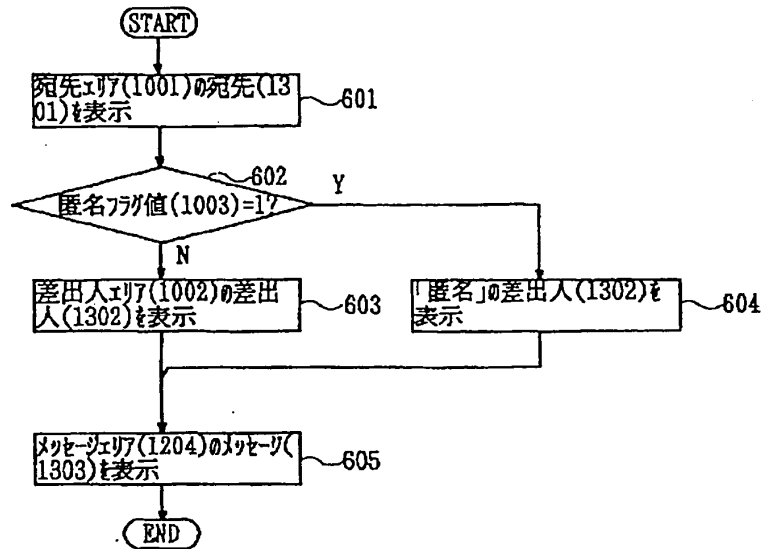 START
宛先ｴﾘｱ(1001)の宛先(13
01)を表示
601
602
匿名ﾌﾗｸﾞ値(1003)=1?
Y
N
差出人ｴﾘｱ(1002)の差出
人(1302)を表示
603
「匿名」の差出人(1302)を
表示
604
ﾒｯｾｰｼﾞｴﾘｱ(1204)のﾒｯｾｰｼﾞ(
1303)を表示
605
END